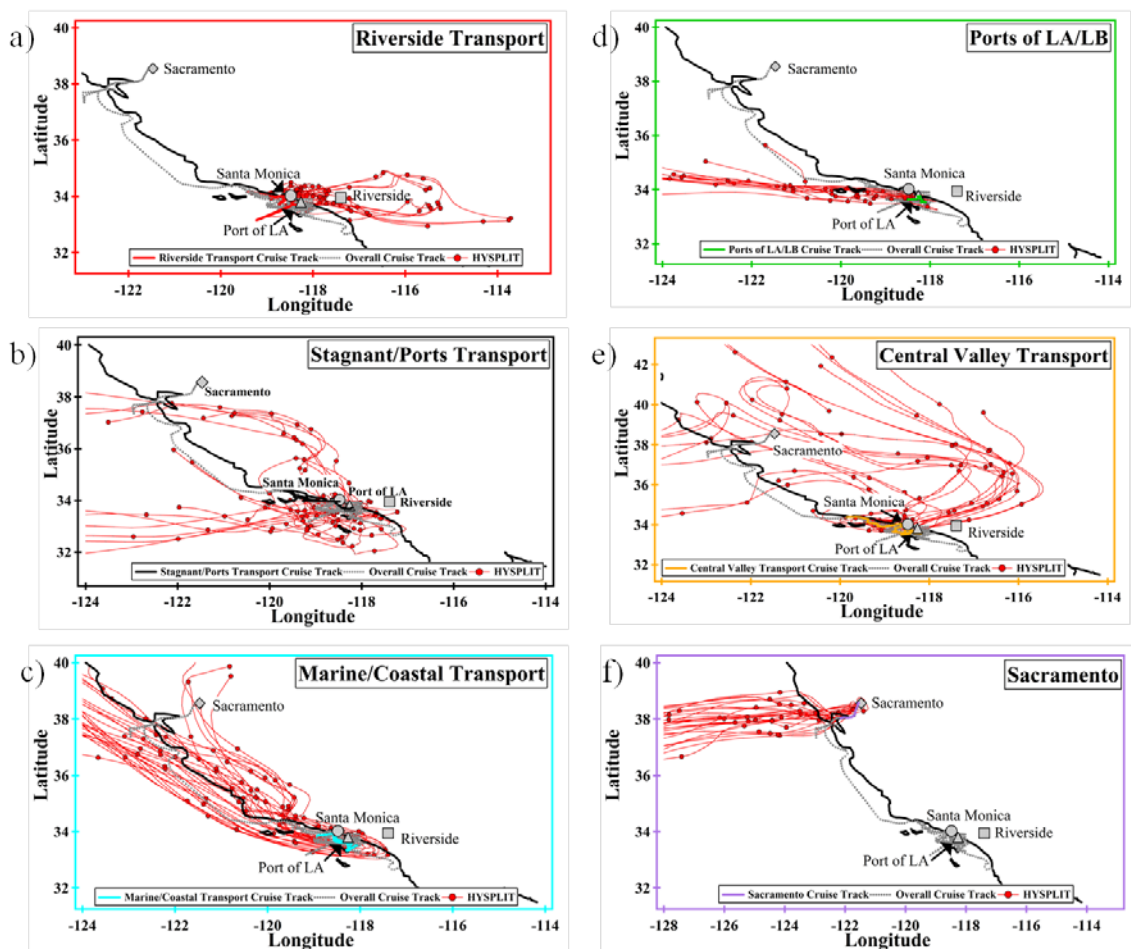 a)
Riverside Transport
40
38
36
34
32
Latitude
Sacramento
Santa Monica
Riverside
Port of LA
Riverside Transport Cruise Track
Overall Cruise Track
HYSPLIT
-122
-120
-118
-116
-114
Longitude
b)
Stagnant/Ports Transport
40
38
36
34
32
Latitude
Sacramento
Santa Monica
Port of LA
Riverside
Stagnant/Ports Transport Cruise Track
Overall Cruise Track
HYSPLIT
-124
-122
-120
-118
-116
-114
Longitude
c)
Marine/Coastal Transport
40
38
36
34
32
Latitude
Sacramento
Santa Monica
Riverside
Port of LA
Marine/Coastal Transport Cruise Track
Overall Cruise Track
HYSPLIT
-124
-122
-120
-118
-116
-114
Longitude
d)
Ports of LA/LB
40
38
36
34
32
Latitude
Sacramento
Santa Monica
Riverside
Port of LA
Ports of LA/LB Cruise Track
Overall Cruise Track
HYSPLIT
-124
-122
-120
-118
-116
-114
Longitude
e)
Central Valley Transport
42
40
38
36
34
32
Latitude
Sacramento
Santa Monica
Riverside
Port of LA
Central Valley Transport Cruise Track
Overall Cruise Track
HYSPLIT
-124
-122
-120
-118
-116
-114
Longitude
f)
Sacramento
40
38
36
34
32
Latitude
Sacramento
Santa Monica
Riverside
Port of LA
Sacramento Cruise Track
Overall Cruise Track
HYSPLIT
-128
-126
-124
-122
-120
-118
-116
-114
Longitude